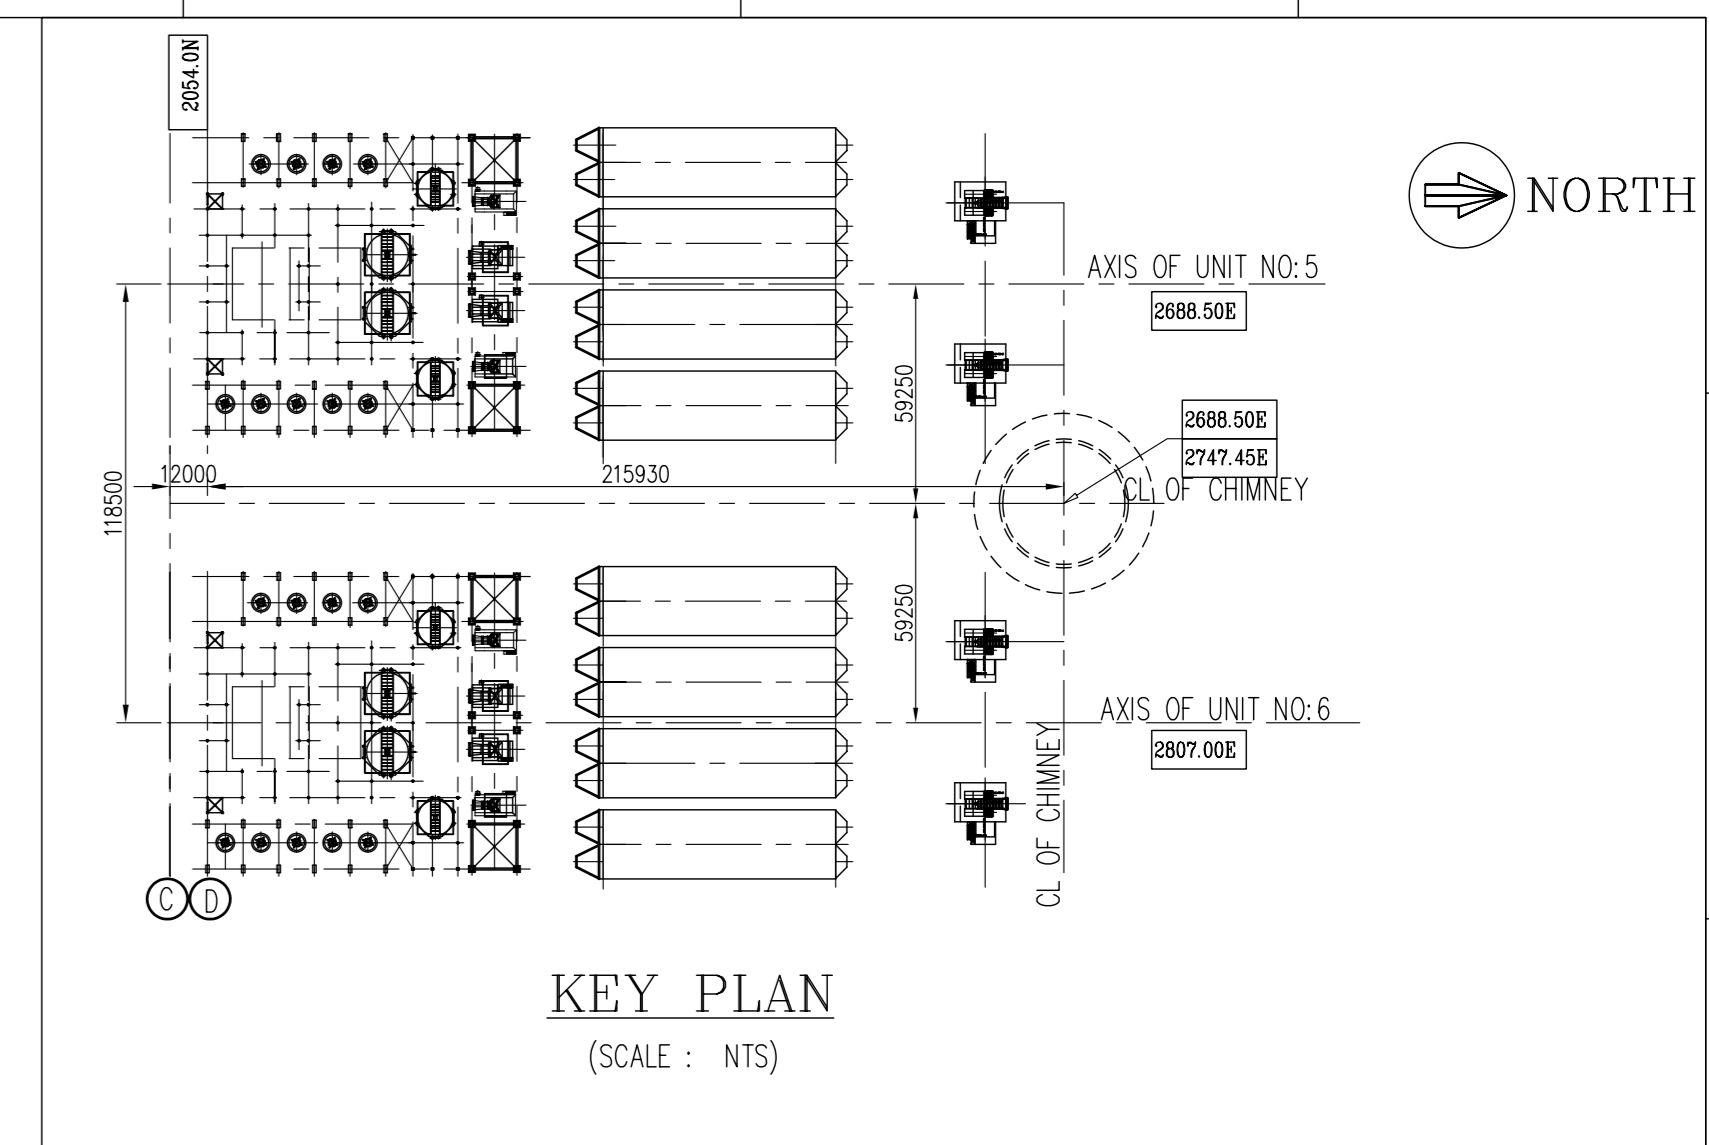 2054.0N
NORTH
AXIS OF UNIT NO:5
2688.50E
59250
2688.50E
2747.45E
CL OF CHIMNEY
12000
215930
118500
59250
AXIS OF UNIT NO:6
2807.00E
CL OF CHIMNEY
C
D
KEY PLAN
(SCALE : NTS)